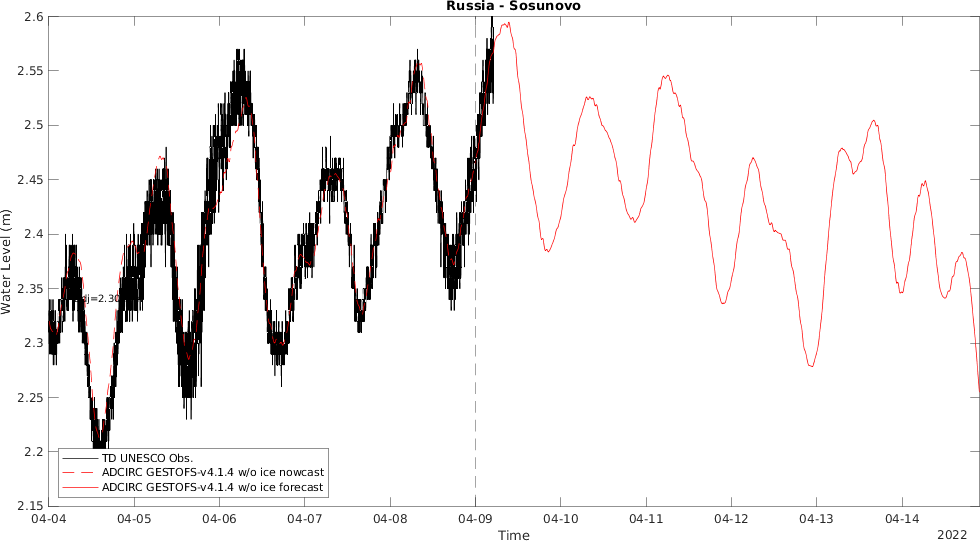 Russia - Sosunovo
Water Level (m)
2.6
2.55
2.5
2.45
2.4
2.35
2.3
2.25
2.2
2.15
j=2.30
TD UNESCO Obs.
ADCIRC GESTOFS-v4.1.4 w/o ice nowcast
ADCIRC GESTOFS-v4.1.4 w/o ice forecast
04-04 04-05 04-06 04-07 04-08 04-09 04-10 04-11 04-12 04-13 04-14
Time
2022